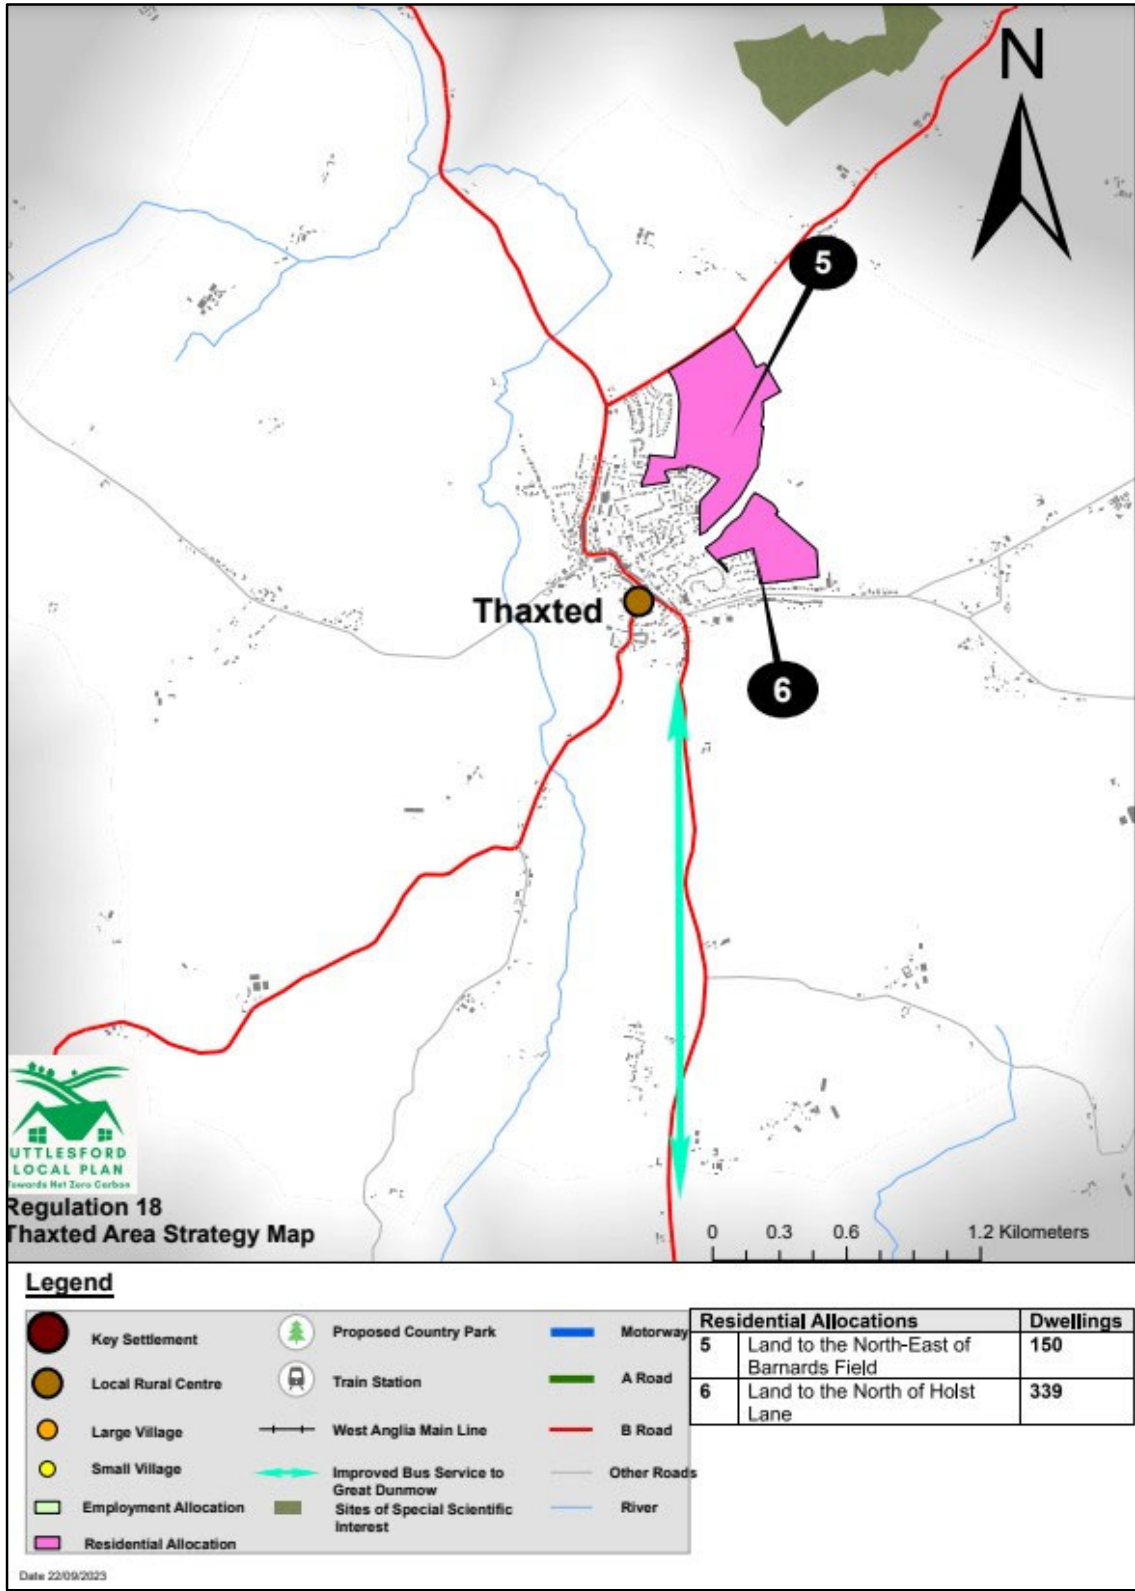 N
5
Thaxted
6
UTTLESFORD
LOCAL PLAN
Towards Net Zero Carbon
Regulation 18
Thaxted Area Strategy Map
0 0.3 0.6 1.2 Kilometers
Legend
Key Settlement
Local Rural Centre
Large Village
Small Village
Employment Allocation
Residential Allocation
Proposed Country Park
Train Station
West Anglia Main Line
Improved Bus Service to
Great Dunmow
Sites of Special Scientific
Interest
Motorway
A Road
B Road
Other Roads
River
Residential Allocations Dwellings
5 Land to the North-East of 150
Barnards Field
6 Land to the North of Holst 339
Lane
Date 22/09/2023